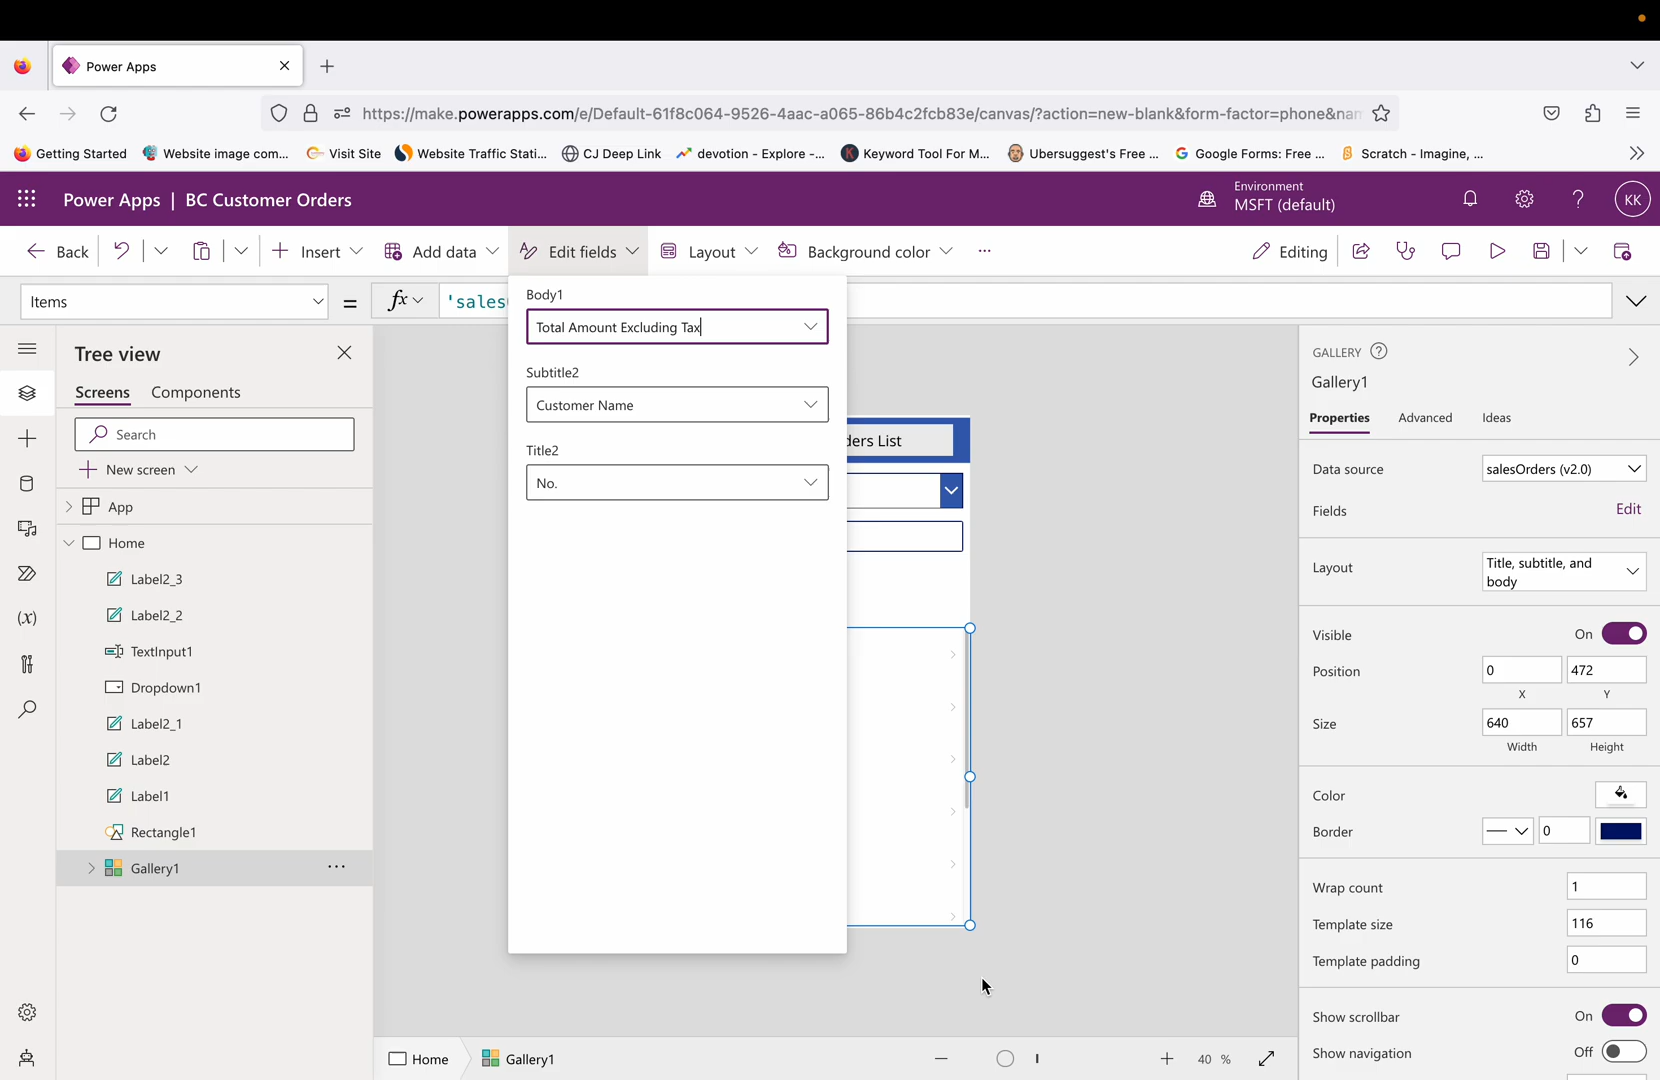 Power Apps
https://make.powerapps.com/e/Default-61f8c064-9526-4aac-a065-86b4c2fcb83e/canvas/?action=new-blank&form-factor=phone&nam
Getting Started
Website image com...
Visit Site
Website Traffic Stati...
CJ Deep Link
devotion - Explore -...
Keyword Tool For M...
Ubersuggest's Free ...
Google Forms: Free ...
Scratch - Imagine, ...
Power Apps | BC Customer Orders
Environment
MSFT (default)
KK
Back
Insert
Add data
Edit fields
Layout
Background color
...
Editing
Items
=
fx
'sales
Tree view
Screens
Components
Search
New screen
App
Home
Label2_3
Label2_2
TextInput1
Dropdown1
Label2_1
Label2
Label1
Rectangle1
Gallery1
...
Body1
Total Amount Excluding Tax
Subtitle2
Customer Name
Title2
No.
ders List
GALLERY
Gallery1
Properties
Advanced
Ideas
Data source
salesOrders (v2.0)
Fields
Edit
Layout
Title, subtitle, and
body
Visible
On
Position
0
472
X
Y
Size
640
657
Width
Height
Color
Border
0
Wrap count
1
Template size
116
Template padding
0
Show scrollbar
On
Show navigation
Off
Home
Gallery1
40 %